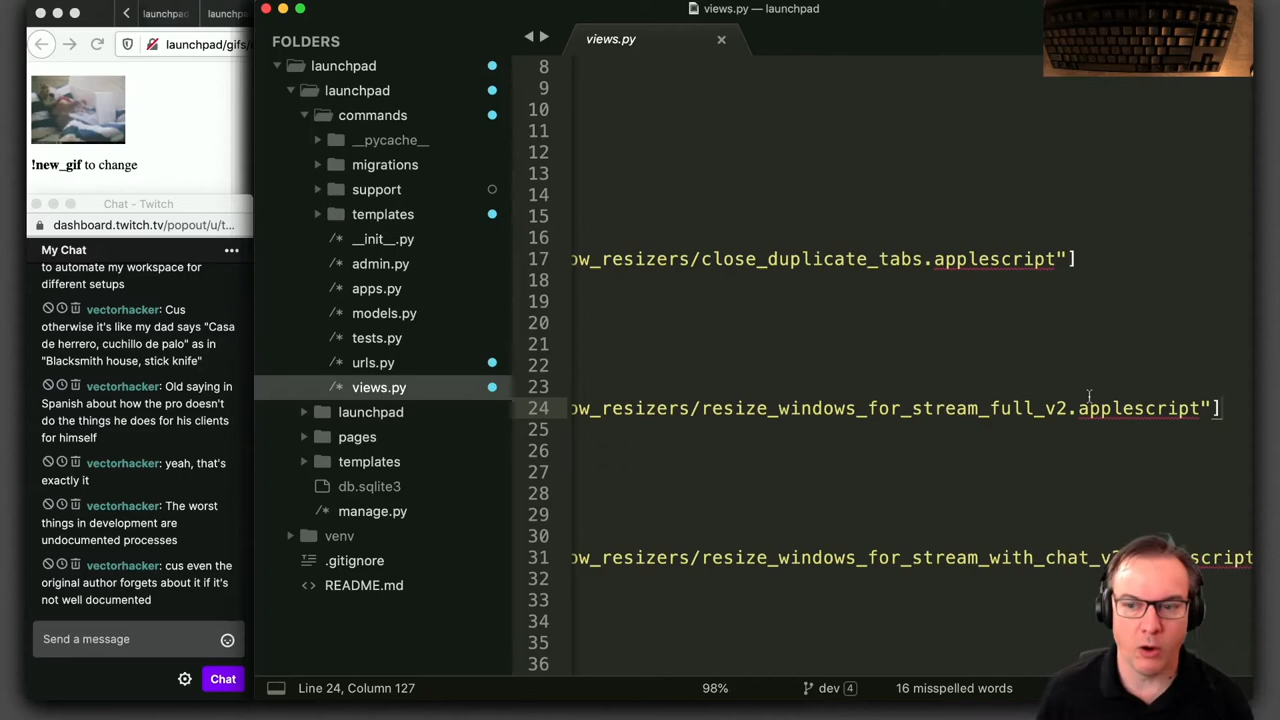 launchpad
launchpad
launchpad/gifs/
!new_gif to change
Chat - Twitch
dashboard.twitch.tv/popout/u/t...
My Chat
to automate my workspace for
different setups
vectorhacker: Cus
otherwise it's like my dad says "Casa
de herrero, cuchillo de palo" as in
"Blacksmith house, stick knife"
vectorhacker: Old saying in
Spanish about how the pro doesn't
do the things he does for his clients
for himself
vectorhacker: yeah, that's
exactly it
vectorhacker: The worst
things in development are
undocumented processes
vectorhacker: cus even the
original author forgets about it if it's
not well documented
Send a message
Chat
views.py — launchpad
FOLDERS
launchpad
launchpad
commands
__pycache__
migrations
support
templates
/* __init__.py
/* admin.py
/* apps.py
/* models.py
/* tests.py
/* urls.py
/* views.py
launchpad
pages
templates
db.sqlite3
/* manage.py
venv
.gitignore
<> README.md
views.py
8
9
10
11
12
13
14
15
16
17 ow_resizers/close_duplicate_tabs.applescript"]
18
19
20
21
22
23
24 ow_resizers/resize_windows_for_stream_full_v2.applescript"]
25
26
27
28
29
30
31 ow_resizers/resize_windows_for_stream_with_chat_v script
32
33
34
35
36
Line 24, Column 127
98%
dev 4
16 misspelled words